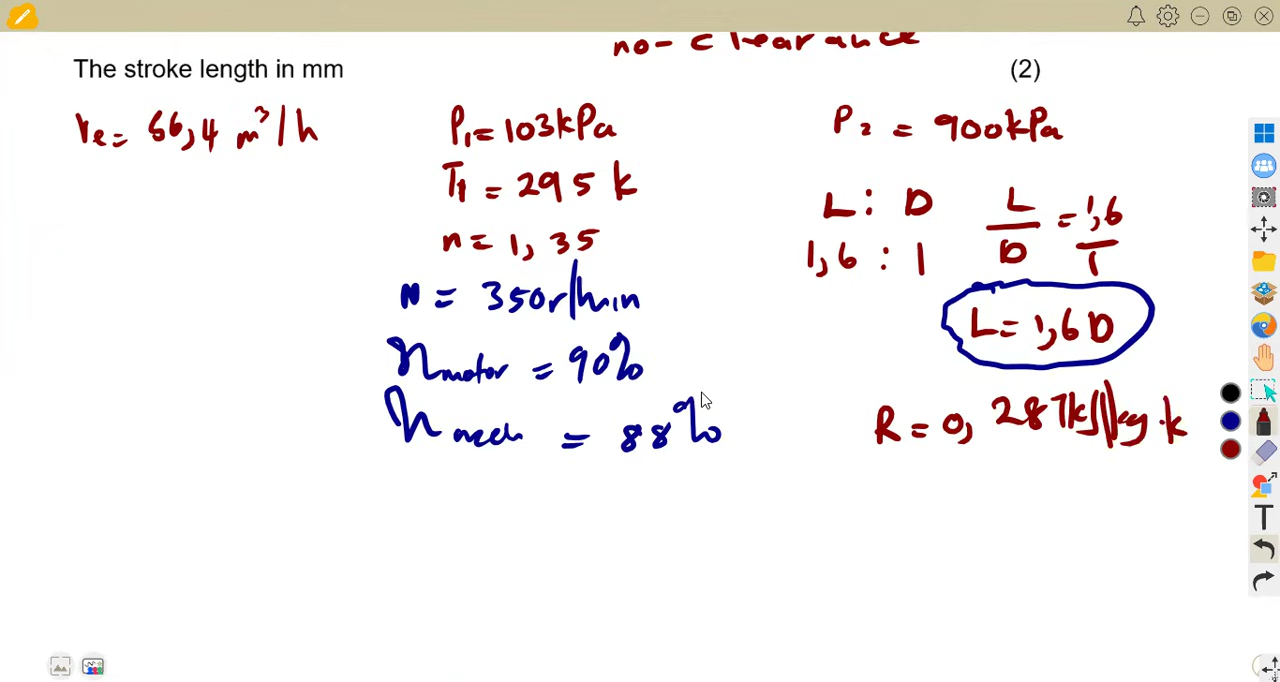 no-clearance
The stroke length in mm (2)
Ve = 66,4 m³/h P₁ = 103kPa P₂ = 900kPa
T₁ = 295 k L : D L/D = 1,6/1
n = 1,35 1,6 : 1
N = 350r/min L = 1,6 D
ηmotor = 90%
ηmech = 88% R = 0,287kJ/kg.k
T